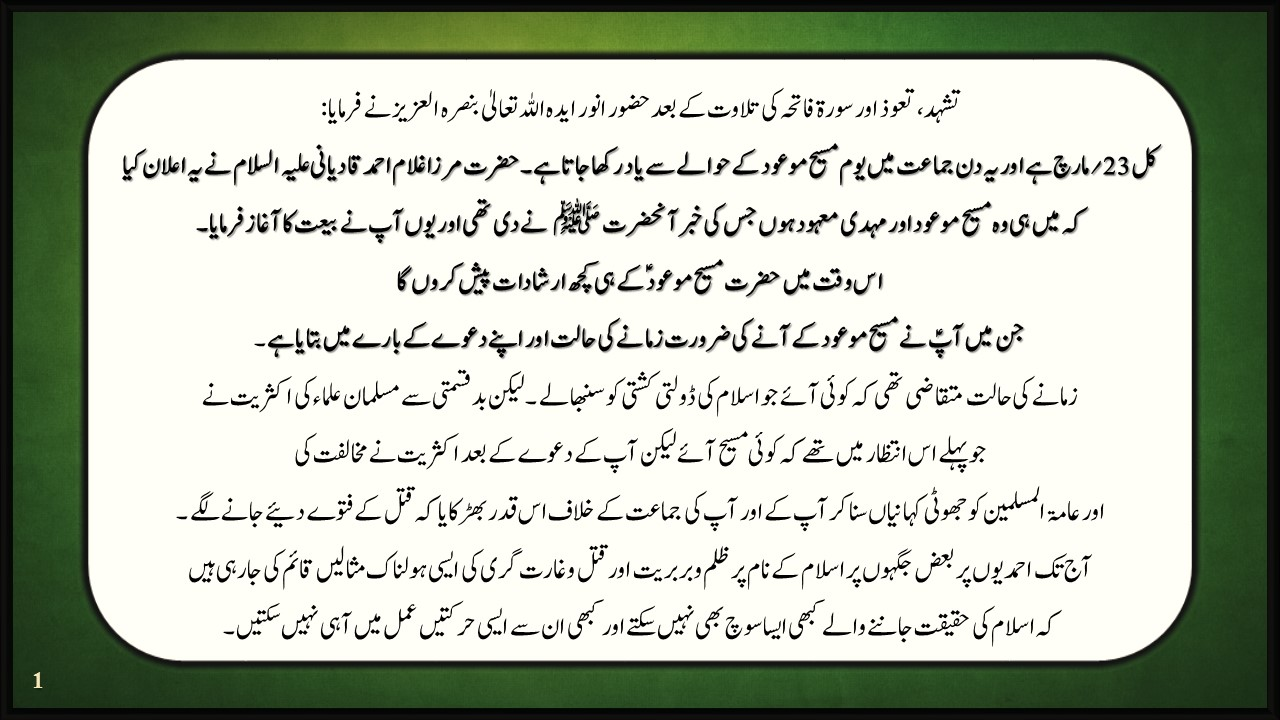 تشہد، تعوذ اور سورۃ فاتحہ کی تلاوت کے بعد حضور انور ایدہ اللہ تعالیٰ بنصرہ العزیز نے فرمایا:
کل 23؍مارچ ہے اور یہ دن جماعت میں یوم مسیح موعود کے حوالے سے یاد رکھا جاتا ہے۔ حضرت مرزا غلام احمد قادیانی علیہ السلام نے یہ اعلان کیا
کہ میں ہی وہ مسیح موعود اور مہدی معہود ہوں جس کی خبر آنحضرت ﷺ نے دی تھی اور یوں آپ نے بیعت کا آغاز فرمایا۔
اس وقت میں حضرت مسیح موعودؑ کے ہی کچھ ارشادات پیش کروں گا
جن میں آپؑ نے مسیح موعود کے آنے کی ضرورت زمانے کی حالت اور اپنے دعوے کے بارے میں بتایا ہے۔
زمانے کی حالت متقاضی تھی کہ کوئی آئے جو اسلام کی ڈولتی کشتی کو سنبھالے۔ لیکن بدقسمتی سے مسلمان علماء کی اکثریت نے
جو پہلے اس انتظار میں تھے کہ کوئی مسیح آئے لیکن آپ کے دعوے کے بعد اکثریت نے مخالفت کی
اور عامۃ المسلمین کو جھوٹی کہانیاں سنا کر آپ کے اور آپ کی جماعت کے خلاف اس قدر بھڑکایا کہ قتل کے فتوے دیئے جانے لگے۔
آج تک احمدیوں پر بعض جگہوں پر اسلام کے نام پر ظلم و بربریت اور قتل و غارت گری کی ایسی ہولناک مثالیں قائم کی جا رہی ہیں
کہ اسلام کی حقیقت جاننے والے کبھی ایسا سوچ بھی نہیں سکتے اور کبھی ان سے ایسی حرکتیں عمل میں آ ہی نہیں سکتیں۔
1